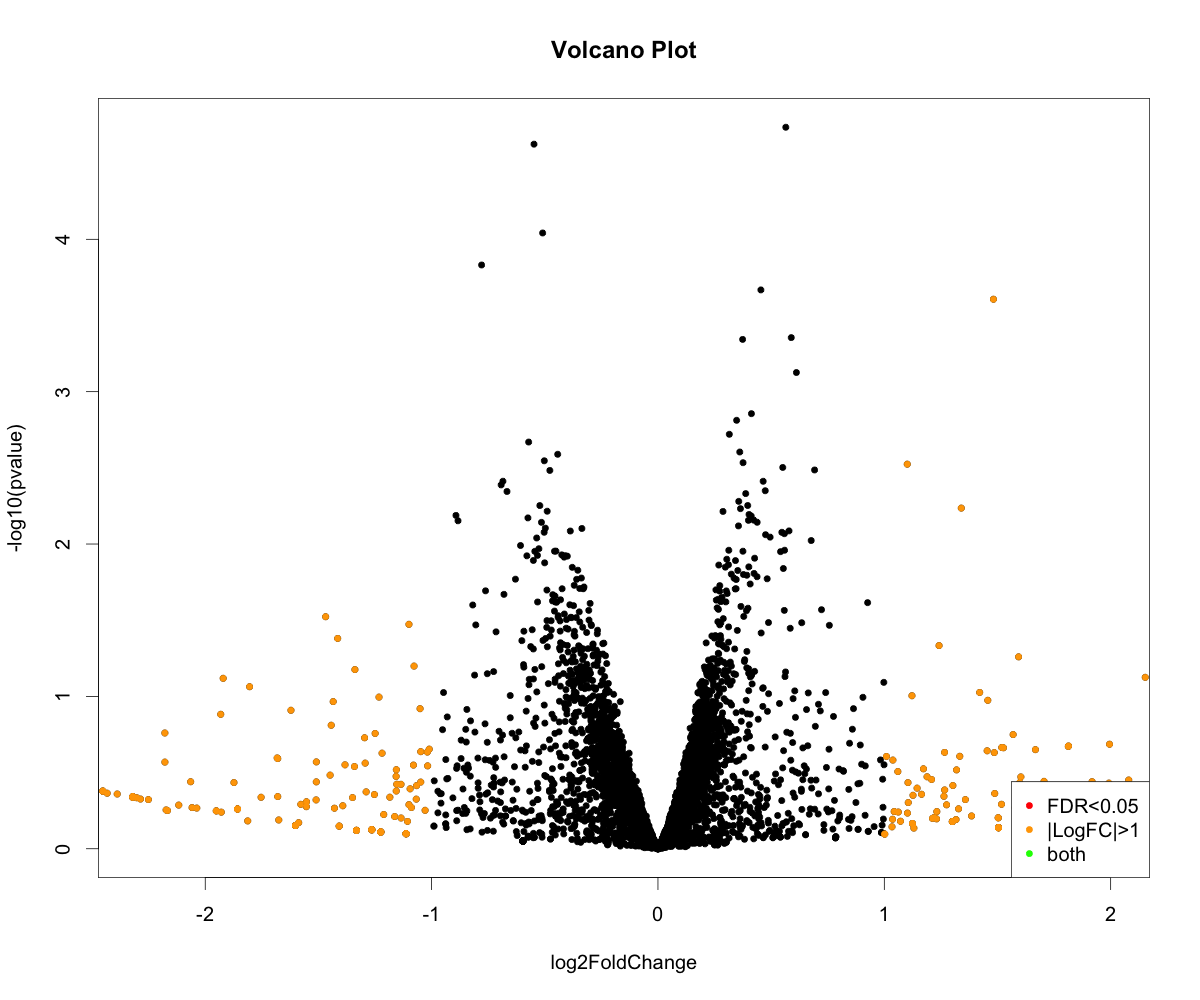 Volcano Plot
-log10(pvalue)
4
3
2
1
0
-2
-1
0
1
2
log2FoldChange
FDR<0.05
|LogFC|>1
both